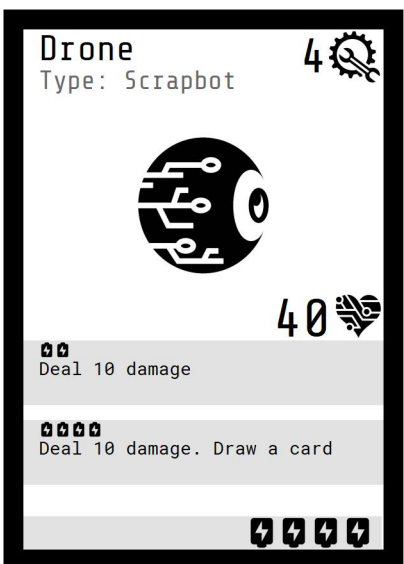 Drone
4
Type: Scrapbot
40
Deal 10 damage
Deal 10 damage. Draw a card